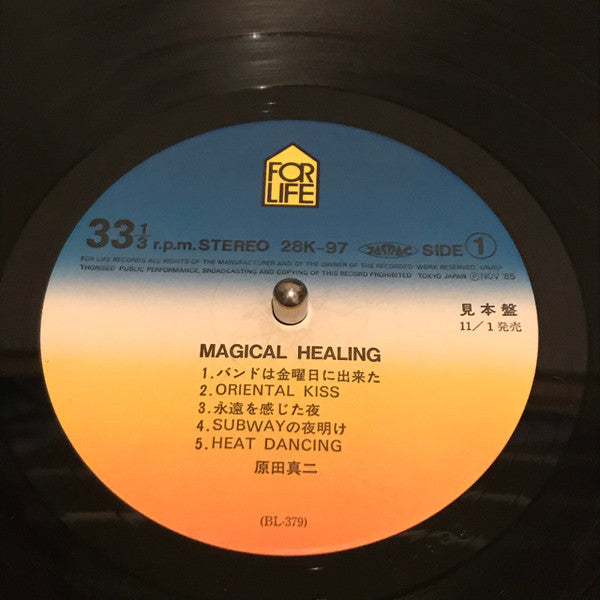 FOR
LIFE
33 1/3 r.p.m. STEREO 28K-97 JASRAC SIDE 1
FOR LIFE RECORDS ALL RIGHTS OF THE MANUFACTURER AND OF THE OWNER OF THE RECORDED WORK RESERVED. UNAU-
THORISED PUBLIC PERFORMANCE, BROADCASTING AND COPYING OF THIS RECORD PROHIBITED TOKYO JAPAN ℗NOV '85
見本盤
11/1発売
MAGICAL HEALING
1.バンドは金曜日に出来た
2.ORIENTAL KISS
3.永遠を感じた夜
4.SUBWAYの夜明け
5.HEAT DANCING
原田真二
(BL-379)